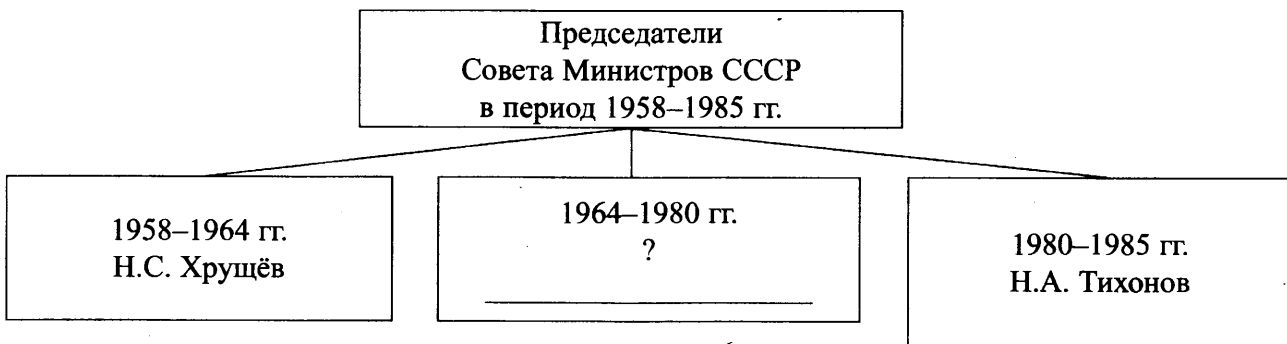 Председатели
Совета Министров СССР
в период 1958–1985 гг.
1958–1964 гг.
Н.С. Хрущёв
1964–1980 гг.
?
1980–1985 гг.
Н.А. Тихонов